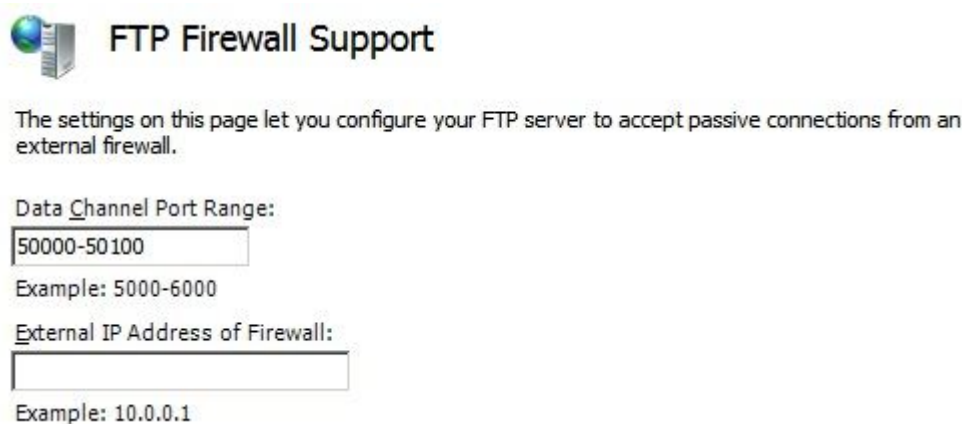 FTP Firewall Support
The settings on this page let you configure your FTP server to accept passive connections from an
external firewall.
Data Channel Port Range:
50000-50100
Example: 5000-6000
External IP Address of Firewall:
Example: 10.0.0.1